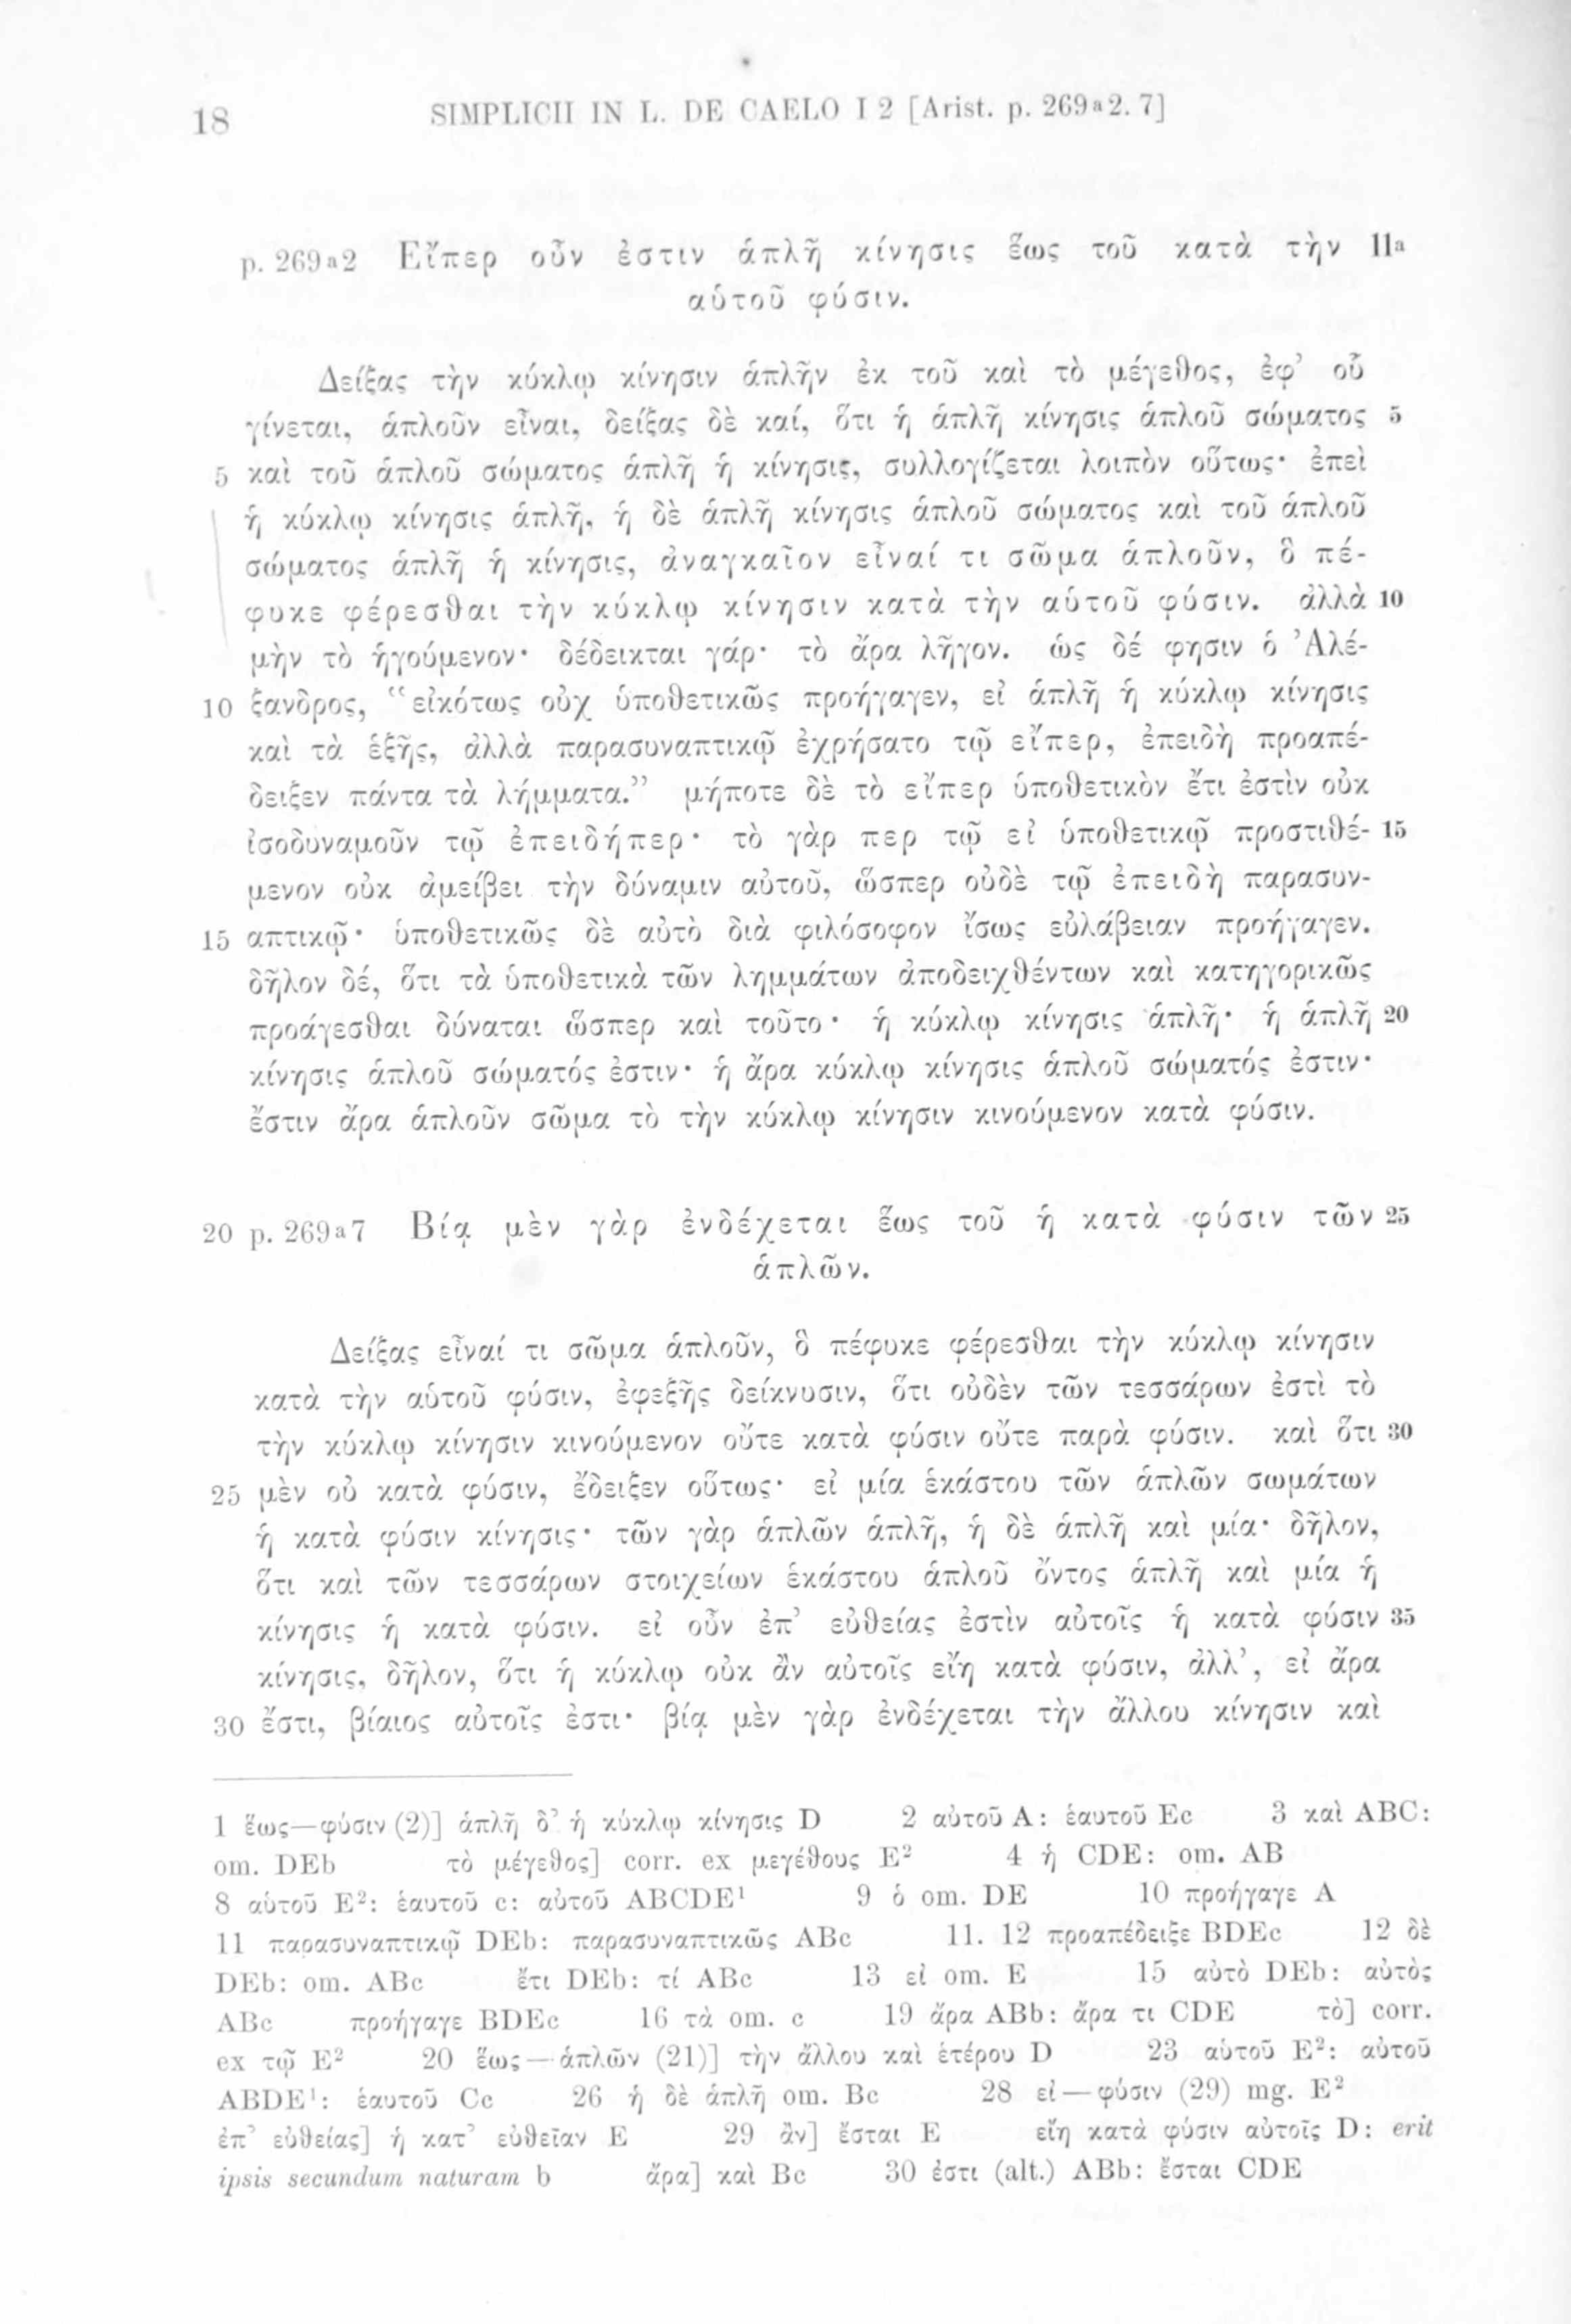 18 SIMPLICII IN L. DE CAELO I 2 [Arist. p. 269a2. 7]
p. 269a2 Εἴπερ οὖν ἐστιν ἁπλῆ κίνησις ἕως τοῦ κατὰ τὴν 11a
αὑτοῦ φύσιν.
Δείξας τὴν κύκλῳ κίνησιν ἁπλῆν ἐκ τοῦ καὶ τὸ μέγεθος, ἐφ’ οὗ
γίνεται, ἁπλοῦν εἶναι, δείξας δὲ καί, ὅτι ἡ ἁπλῆ κίνησις ἁπλοῦ σώματος 5
5 καὶ τοῦ ἁπλοῦ σώματος ἁπλῆ ἡ κίνησις, συλλογίζεται λοιπὸν οὕτως· ἐπεὶ
ἡ κύκλῳ κίνησις ἁπλῆ, ἡ δὲ ἁπλῆ κίνησις ἁπλοῦ σώματος καὶ τοῦ ἁπλοῦ
σώματος ἁπλῆ ἡ κίνησις, ἀναγκαῖον εἶναί τι σῶμα ἁπλοῦν, ὃ πέ-
φυκε φέρεσθαι τὴν κύκλῳ κίνησιν κατὰ τὴν αὑτοῦ φύσιν. ἀλλὰ 10
μὴν τὸ ἡγούμενον· δέδεικται γάρ· τὸ ἄρα λῆγον. ὡς δέ φησιν ὁ Ἀλέ-
10 ξανδρος, “εἰκότως οὐχ ὑποθετικῶς προήγαγεν, εἰ ἁπλῆ ἡ κύκλῳ κίνησις
καὶ τὰ ἑξῆς, ἀλλὰ παρασυναπτικῷ ἐχρήσατο τῷ εἴπερ, ἐπειδὴ προαπέ-
δειξεν πάντα τὰ λήμματα.” μήποτε δὲ τὸ εἴπερ ὑποθετικὸν ἔτι ἐστὶν οὐκ
ἰσοδυναμοῦν τῷ ἐπειδήπερ· τὸ γὰρ περ τῷ εἰ ὑποθετικῷ προστιθέ- 15
μενον οὐκ ἀμείβει τὴν δύναμιν αὐτοῦ, ὥσπερ οὐδὲ τῷ ἐπειδὴ παρασυν-
15 απτικῷ· ὑποθετικῶς δὲ αὐτὸ διὰ φιλόσοφον ἴσως εὐλάβειαν προήγαγεν.
δῆλον δέ, ὅτι τὰ ὑποθετικὰ τῶν λημμάτων ἀποδειχθέντων καὶ κατηγορικῶς
προάγεσθαι δύναται ὥσπερ καὶ τοῦτο· ἡ κύκλῳ κίνησις ἁπλῆ· ἡ ἁπλῆ 20
κίνησις ἁπλοῦ σώματός ἐστιν· ἡ ἄρα κύκλῳ κίνησις ἁπλοῦ σώματός ἐστιν·
ἔστιν ἄρα ἁπλοῦν σῶμα τὸ τὴν κύκλῳ κίνησιν κινούμενον κατὰ φύσιν.
20 p. 269a7 Βίᾳ μὲν γὰρ ἐνδέχεται ἕως τοῦ ἡ κατὰ φύσιν τῶν 25
ἁπλῶν.
Δείξας εἶναί τι σῶμα ἁπλοῦν, ὃ πέφυκε φέρεσθαι τὴν κύκλῳ κίνησιν
κατὰ τὴν αὑτοῦ φύσιν, ἐφεξῆς δείκνυσιν, ὅτι οὐδὲν τῶν τεσσάρων ἐστὶ τὸ
τὴν κύκλῳ κίνησιν κινούμενον οὔτε κατὰ φύσιν οὔτε παρὰ φύσιν. καὶ ὅτι 30
25 μὲν οὐ κατὰ φύσιν, ἔδειξεν οὕτως· εἰ μία ἑκάστου τῶν ἁπλῶν σωμάτων
ἡ κατὰ φύσιν κίνησις· τῶν γὰρ ἁπλῶν ἁπλῆ, ἡ δὲ ἁπλῆ καὶ μία· δῆλον,
ὅτι καὶ τῶν τεσσάρων στοιχείων ἑκάστου ἁπλοῦ ὄντος ἁπλῆ καὶ μία ἡ
κίνησις ἡ κατὰ φύσιν. εἰ οὖν ἐπ’ εὐθείας ἐστὶν αὐτοῖς ἡ κατὰ φύσιν 35
κίνησις, δῆλον, ὅτι ἡ κύκλῳ οὐκ ἂν αὐτοῖς εἴη κατὰ φύσιν, ἀλλ’, εἰ ἄρα
30 ἔστι, βίαιος αὐτοῖς ἐστι· βίᾳ μὲν γὰρ ἐνδέχεται τὴν ἄλλου κίνησιν καὶ
1 ἕως—φύσιν (2)] ἁπλῆ δ’ ἡ κύκλῳ κίνησις D 2 αὑτοῦ A: ἑαυτοῦ Ec 3 καὶ ABC:
om. DEb τὸ μέγεθος] corr. ex μεγέθους E² 4 ἡ CDE: om. AB
8 αὑτοῦ E²: ἑαυτοῦ c: αὐτοῦ ABCDE¹ 9 ὁ om. DE 10 προήγαγε A
11 παρασυναπτικῷ DEb: παρασυναπτικῶς ABc 11. 12 προαπέδειξε BDEc 12 δὲ
DEb: om. ABc ἔτι DEb: τί ABc 13 εἰ om. E 15 αὐτὸ DEb: αὐτὸς
ABc προήγαγε BDEc 16 τὰ om. c 19 ἄρα ABb: ἄρα τι CDE τὸ] corr.
ex τῷ E² 20 ἕως—ἁπλῶν (21)] τὴν ἄλλου καὶ ἑτέρου D 23 αὑτοῦ E²: αὐτοῦ
ABDE¹: ἑαυτοῦ Cc 26 ἡ δὲ ἁπλῆ om. Bc 28 εἰ—φύσιν (29) mg. E²
ἐπ’ εὐθείας] ἡ κατ’ εὐθεῖαν E 29 ἂν] ἔσται E εἴη κατὰ φύσιν αὐτοῖς D: erit
ipsis secundum naturam b ἄρα] καὶ Bc 30 ἐστι (alt.) ABb: ἔσται CDE